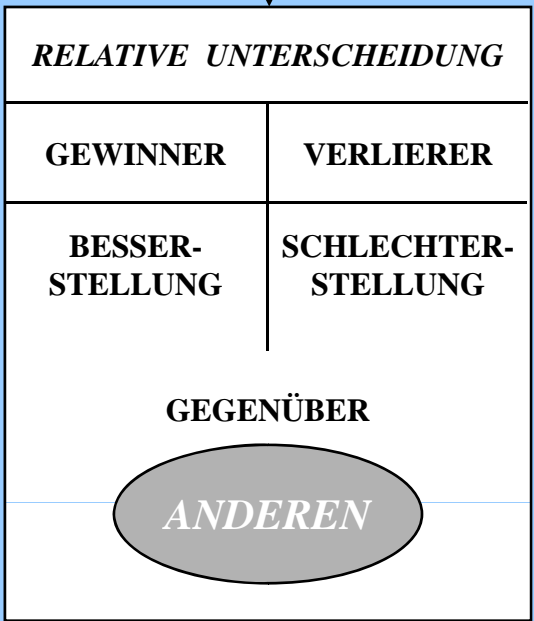 RELATIVE UNTERSCHEIDUNG
GEWINNER VERLIERER
BESSER- SCHLECHTER-
STELLUNG STELLUNG
GEGENÜBER
ANDEREN